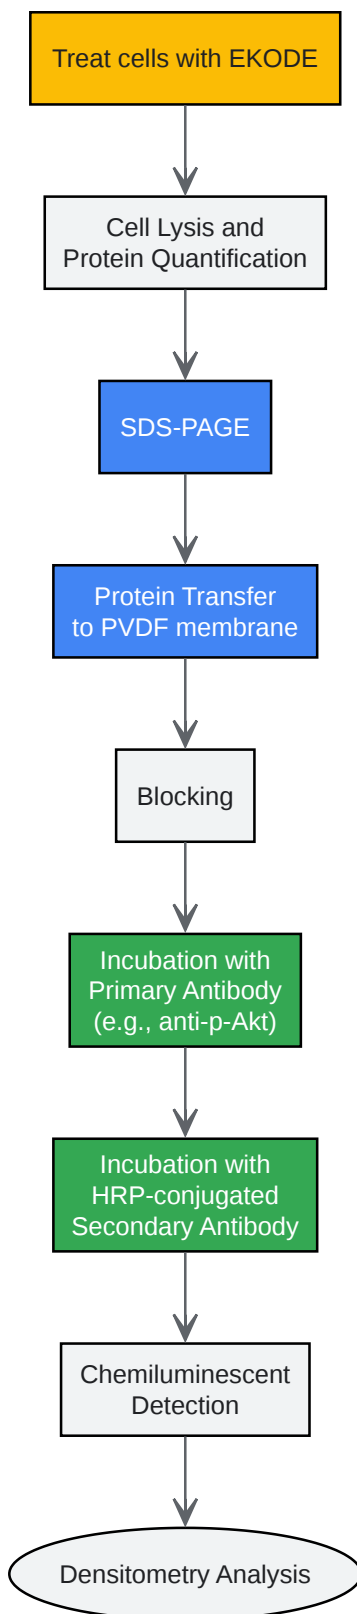 Treat cells with EKODE
Cell Lysis and
Protein Quantification
SDS-PAGE
Protein Transfer
to PVDF membrane
Blocking
Incubation with
Primary Antibody
(e.g., anti-p-Akt)
Incubation with
HRP-conjugated
Secondary Antibody
Chemiluminescent
Detection
Densitometry Analysis